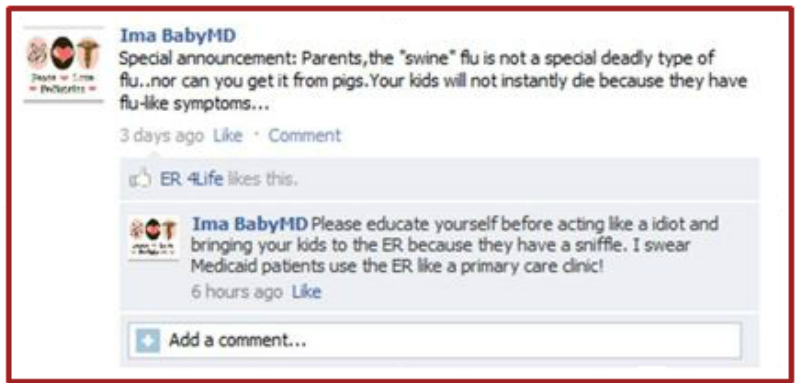 Ima BabyMD
Special announcement: Parents,the "swine" flu is not a special deadly type of
flu..nor can you get it from pigs.Your kids will not instantly die because they have
flu-like symptoms...
3 days ago Like · Comment
ER 4Life likes this.
Ima BabyMD Please educate yourself before acting like a idiot and
bringing your kids to the ER because they have a sniffle. I swear
Medicaid patients use the ER like a primary care clinic!
6 hours ago Like
Add a comment...